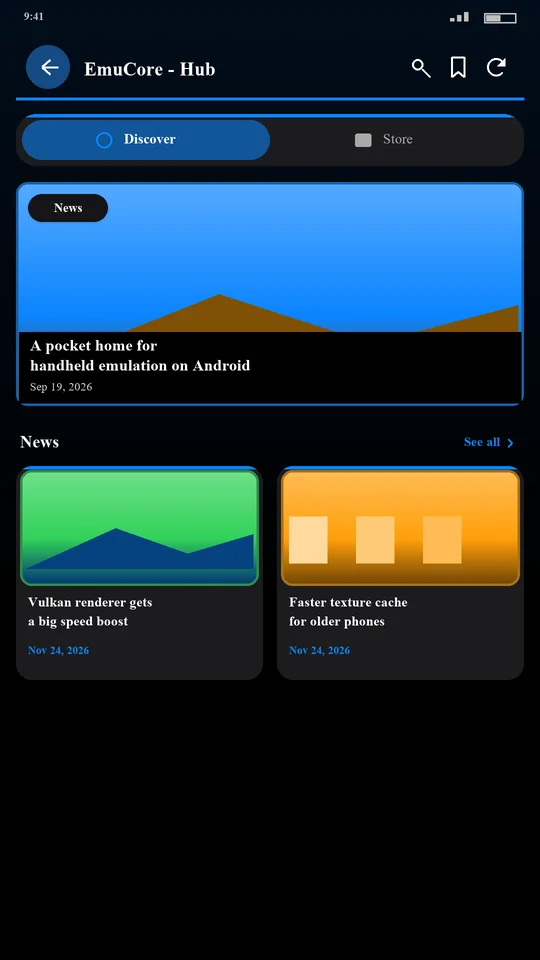 9:41
EmuCore - Hub
Discover
Store
News
A pocket home for
handheld emulation on Android
Sep 19, 2026
News
See all
Vulkan renderer gets
a big speed boost
Nov 24, 2026
Faster texture cache
for older phones
Nov 24, 2026